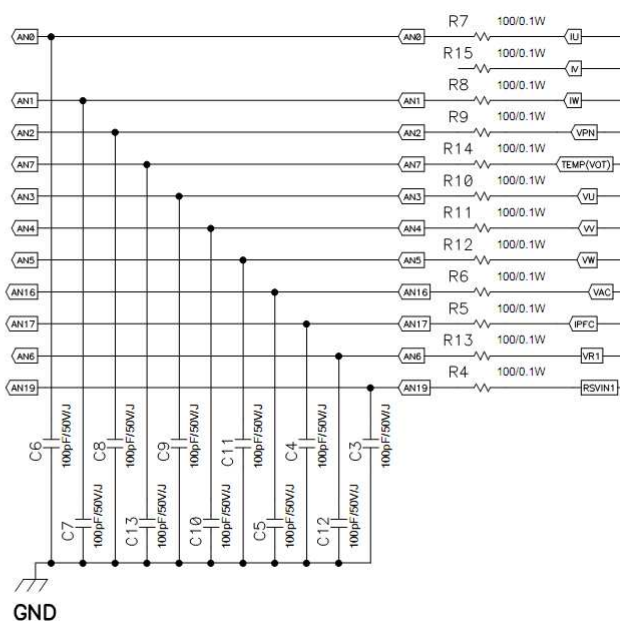 R7 100/0.1W
AN0 AN0 IU
R15 100/0.1W
IV
R8 100/0.1W
AN1 AN1 IW
R9 100/0.1W
AN2 AN2 VPN
R14 100/0.1W
AN7 AN7 TEMP(VOT)
R10 100/0.1W
AN3 AN3 VU
R11 100/0.1W
AN4 AN4 VV
R12 100/0.1W
AN5 AN5 VW
R6 100/0.1W
AN16 AN16 VAC
R5 100/0.1W
AN17 AN17 IPFC
R13 100/0.1W
AN6 AN6 VR1
R4 100/0.1W
AN19 AN19 RSVIN1
C6 100pF/50V/J
C8 100pF/50V/J
C9 100pF/50V/J
C11 100pF/50V/J
C4 100pF/50V/J
C3 100pF/50V/J
C7 100pF/50V/J
C13 100pF/50V/J
C10 100pF/50V/J
C5 100pF/50V/J
C12 100pF/50V/J
GND